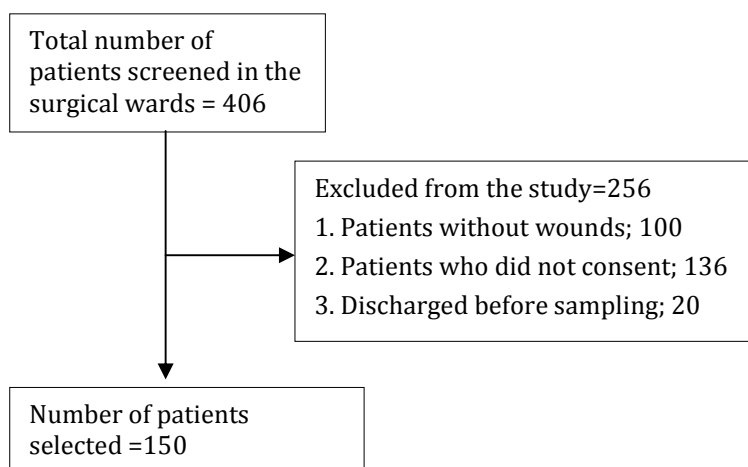 Total number of
patients screened in the
surgical wards = 406
Excluded from the study=256
1. Patients without wounds; 100
2. Patients who did not consent; 136
3. Discharged before sampling; 20
Number of patients
selected =150